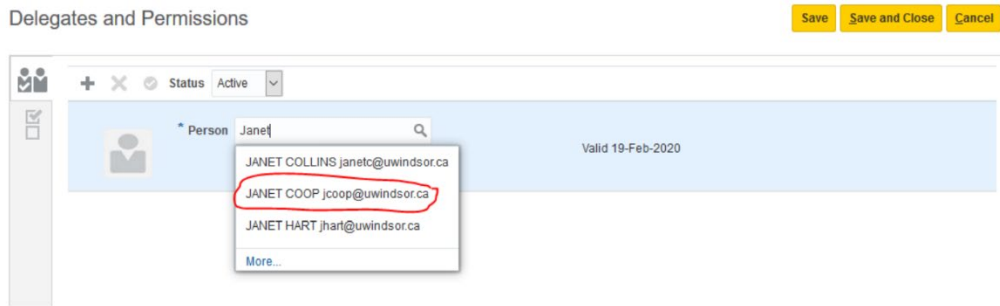 Delegates and Permissions
Save Save and Close Cancel
Status Active
* Person Janet
Valid 19-Feb-2020
JANET COLLINS janetc@uwindsor.ca
JANET COOP jcoop@uwindsor.ca
JANET HART jhart@uwindsor.ca
More...